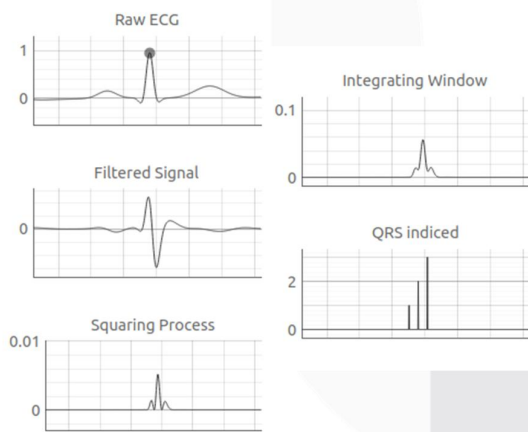 Raw ECG
1
0
Filtered Signal
0
Squaring Process
0.01
0
Integrating Window
0.1
0
QRS indiced
2
0